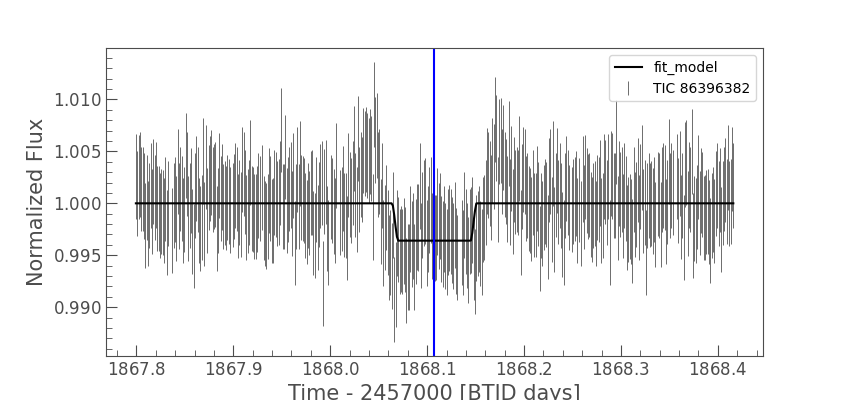 fit_model
TIC 86396382
1.010
1.005
1.000
0.995
0.990
Normalized Flux
1867.8 1867.9 1868.0 1868.1 1868.2 1868.3 1868.4
Time - 2457000 [BTJD days]